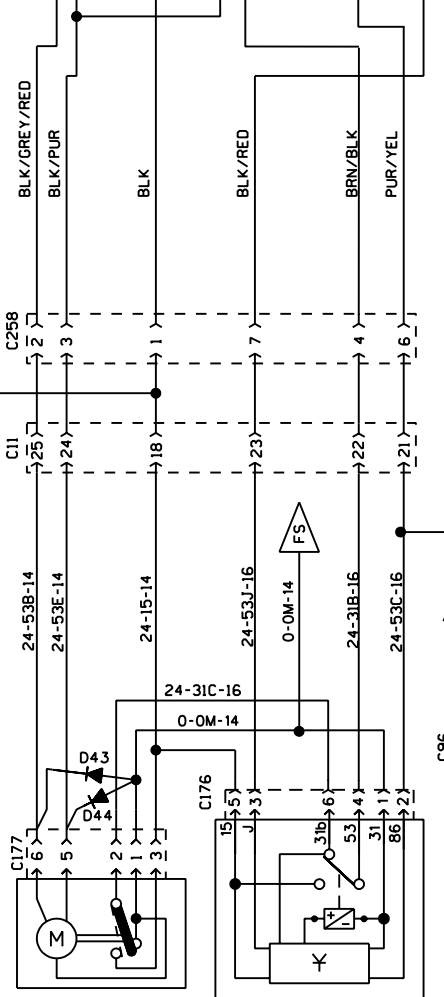 BLK/GREY/RED
BLK/PUR
BLK
BLK/RED
BRN/BLK
PUR/YEL
C258
2
3
1
7
4
6
C11
25
24
18
23
22
21
24-53B-14
24-53E-14
24-15-14
24-53J-16
FS
0-0M-14
24-31B-16
24-53C-16
24-31C-16
0-0M-14
D43
D44
C176
5
3
6
4
1
2
15
J
31b
53
31
86
C177
6
5
2
1
3
M
+
-